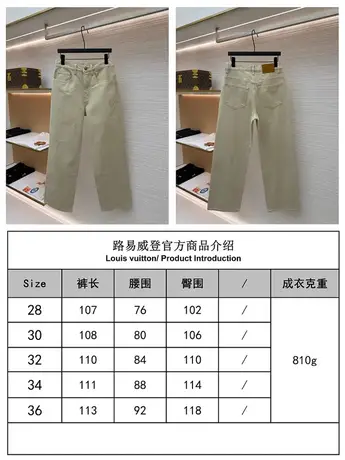 路易威登官方商品介绍
Louis vuitton/ Product Introduction
Size 裤长 腰围 臀围 / 成衣克重
28 107 76 102 /
30 108 80 106 /
32 110 84 110 / 810g
34 111 88 114 /
36 113 92 118 /